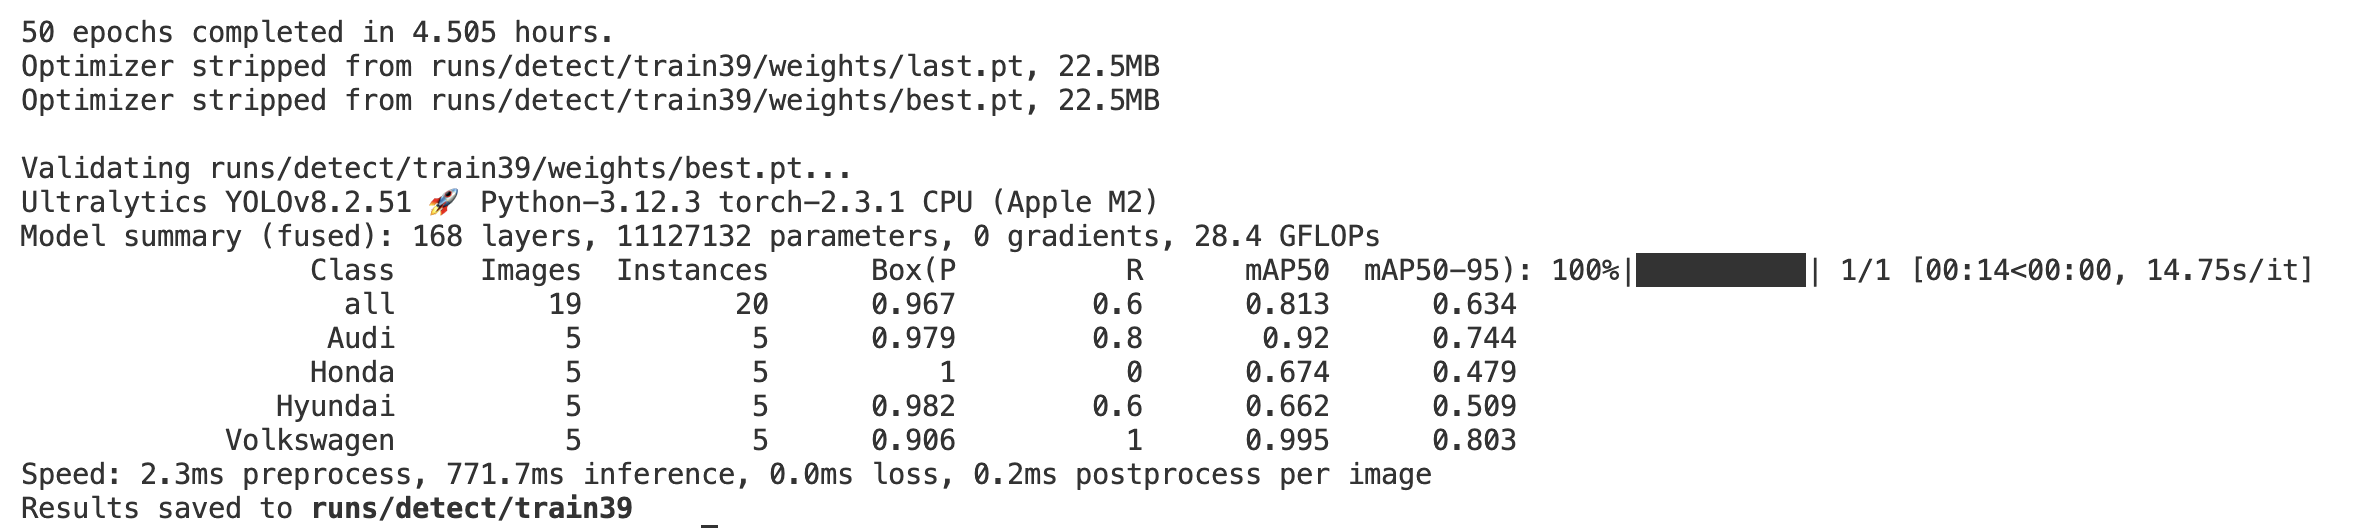 50 epochs completed in 4.505 hours.
Optimizer stripped from runs/detect/train39/weights/last.pt, 22.5MB
Optimizer stripped from runs/detect/train39/weights/best.pt, 22.5MB
Validating runs/detect/train39/weights/best.pt...
Ultralytics YOLOv8.2.51 🚀 Python-3.12.3 torch-2.3.1 CPU (Apple M2)
Model summary (fused): 168 layers, 11127132 parameters, 0 gradients, 28.4 GFLOPs
Class Images Instances Box(P R mAP50 mAP50-95): 100%|██████████| 1/1 [00:14<00:00, 14.75s/it]
all 19 20 0.967 0.6 0.813 0.634
Audi 5 5 0.979 0.8 0.92 0.744
Honda 5 5 1 0 0.674 0.479
Hyundai 5 5 0.982 0.6 0.662 0.509
Volkswagen 5 5 0.906 1 0.995 0.803
Speed: 2.3ms preprocess, 771.7ms inference, 0.0ms loss, 0.2ms postprocess per image
Results saved to runs/detect/train39